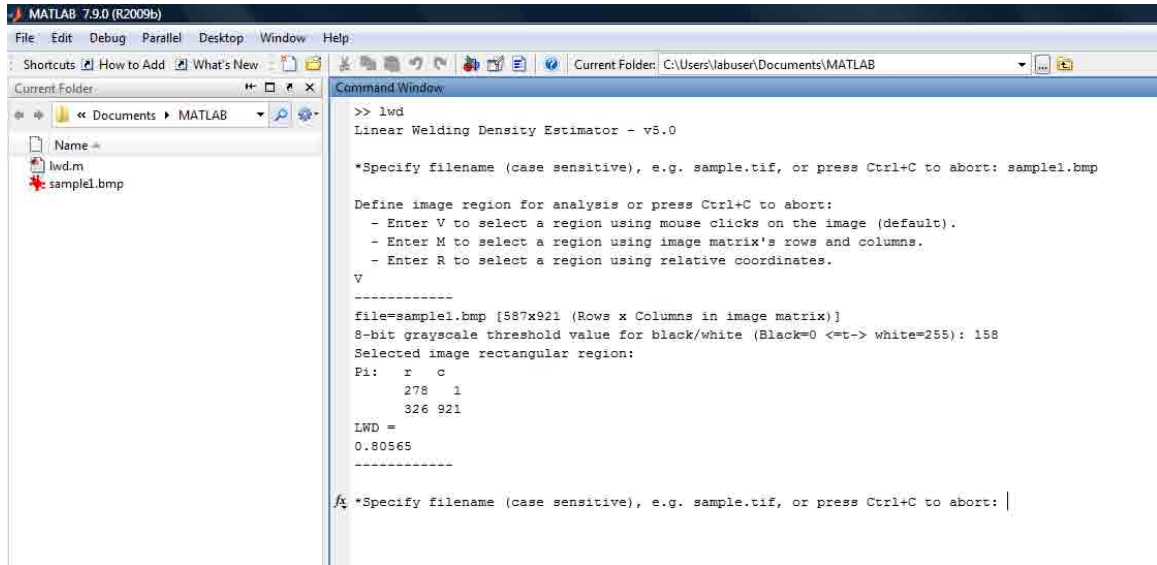 MATLAB 7.9.0 (R2009b)
File Edit Debug Parallel Desktop Window Help
Shortcuts How to Add What's New Current Folder: C:\Users\labuser\Documents\MATLAB ...
Current Folder
« Documents MATLAB
Name
lwd.m
sample1.bmp
Command Window
>> lwd
Linear Welding Density Estimator - v5.0
*Specify filename (case sensitive), e.g. sample.tif, or press Ctrl+C to abort: sample1.bmp
Define image region for analysis or press Ctrl+C to abort:
- Enter V to select a region using mouse clicks on the image (default).
- Enter M to select a region using image matrix's rows and columns.
- Enter R to select a region using relative coordinates.
V
------------
file=sample1.bmp [587x921 (Rows x Columns in image matrix)]
8-bit grayscale threshold value for black/white (Black=0 <=t-> white=255): 158
Selected image rectangular region:
Pi: r c
278 1
326 921
LWD =
0.80565
------------
fx *Specify filename (case sensitive), e.g. sample.tif, or press Ctrl+C to abort: